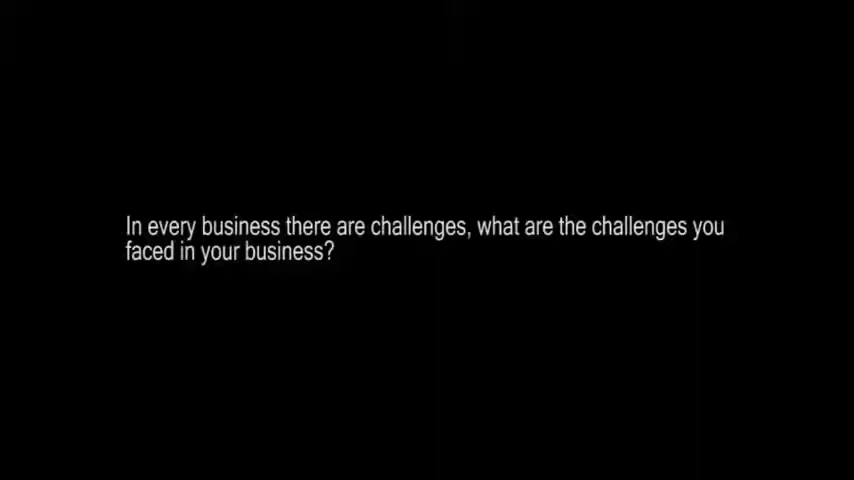 In every business there are challenges, what are the challenges you
faced in your business?